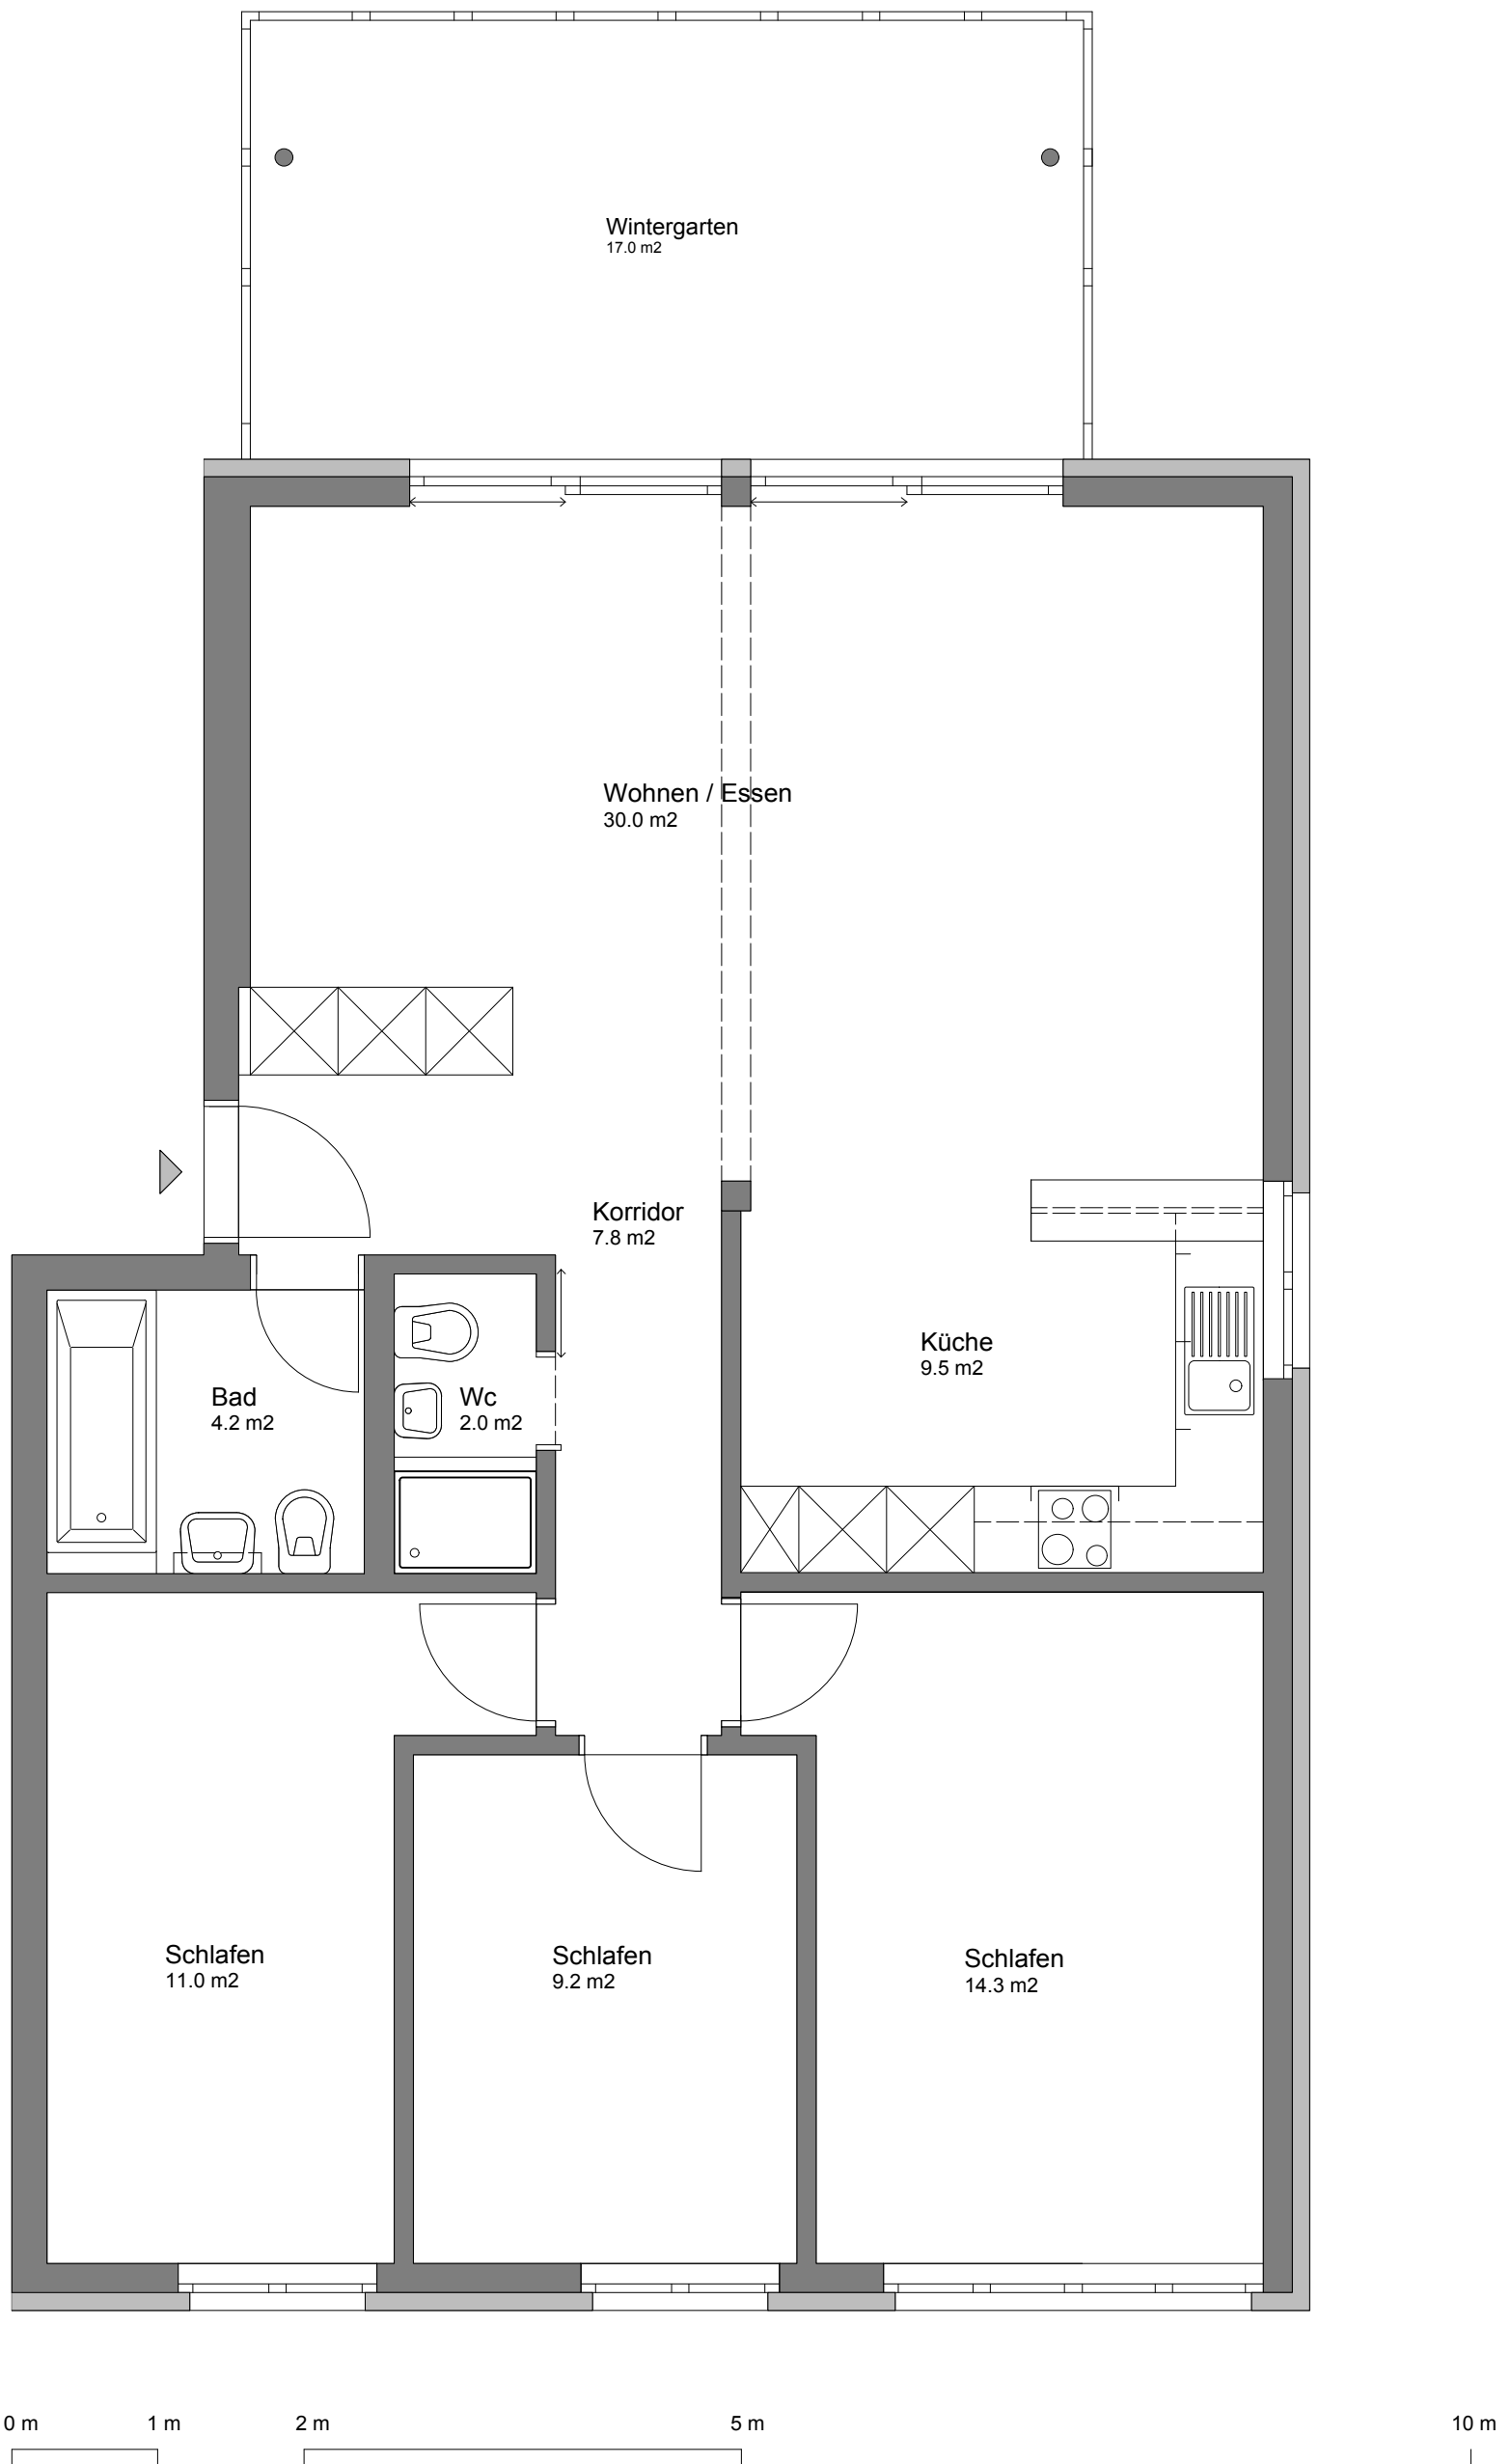 Wintergarten
17.0 m2
Wohnen / Essen
30.0 m2
Korridor
7.8 m2
Küche
9.5 m2
Bad
4.2 m2
Wc
2.0 m2
Schlafen
11.0 m2
Schlafen
9.2 m2
Schlafen
14.3 m2
0 m 1 m 2 m 5 m 10 m